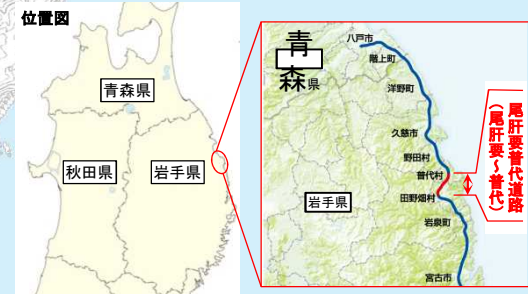 位置図
青森県
秋田県
岩手県
青森県
八戸市
階上町
洋野町
久慈市
野田村
普代村
田野畑村
岩手県
岩泉町
宮古市
尾肝要普代道路
（尾肝要～普代）